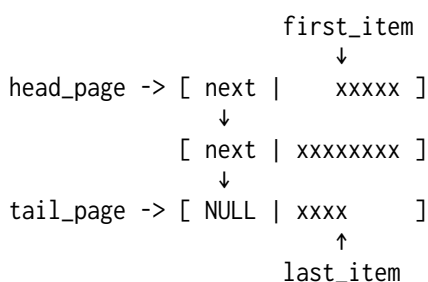 first_item
↓
head_page -> [ next |    xxxxx ]
↓
[ next | xxxxxxxx ]
↓
tail_page -> [ NULL | xxxx     ]
↑
last_item